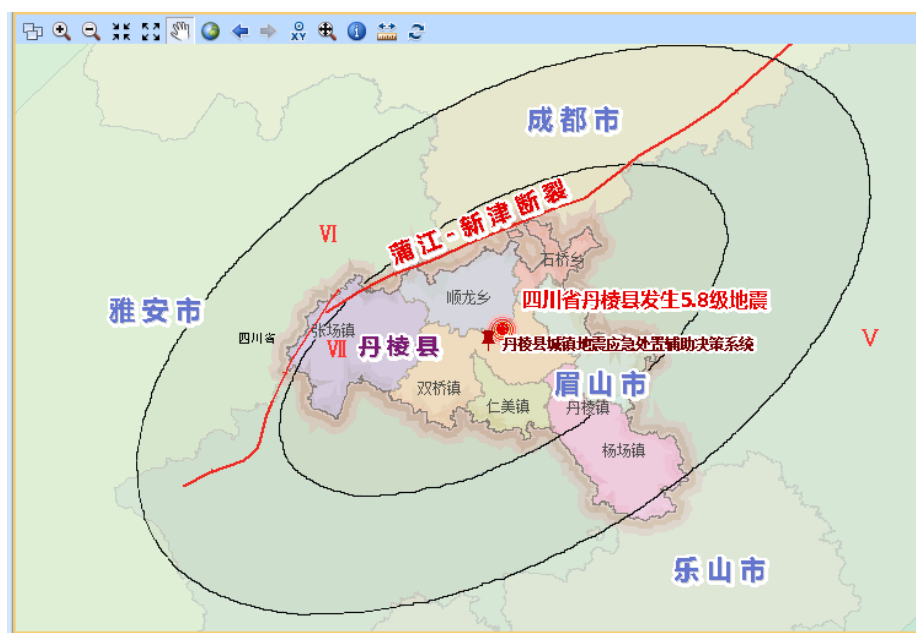 XY
成都市
蒲江-新津断裂
VI
石桥乡
顺龙乡
四川省丹棱县发生5.8级地震
雅安市
张场镇
四川省
VII
丹棱县
丹棱县城镇地震应急处置辅助决策系统
V
双桥镇
眉山市
仁美镇
丹棱镇
杨场镇
乐山市